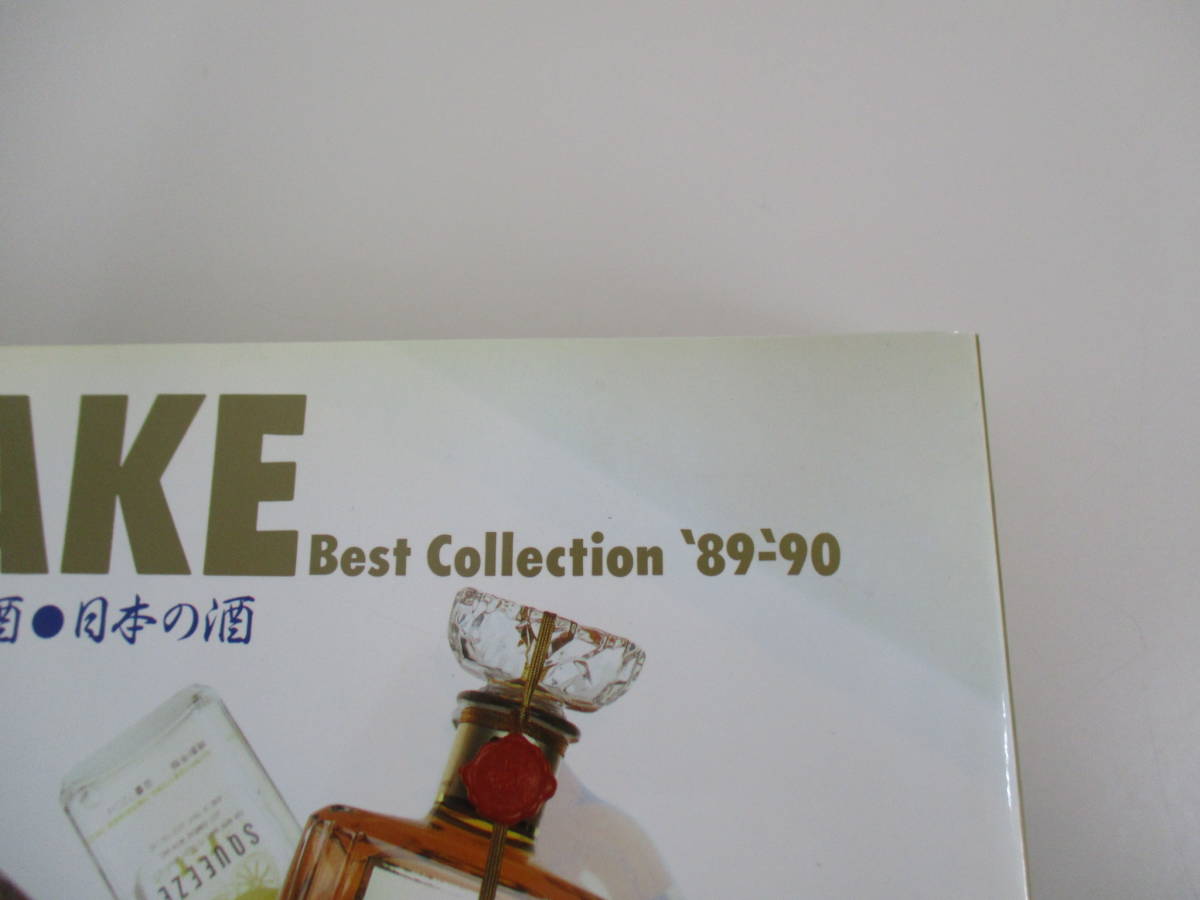 AKE
Best Collection '89-'90
酒●日本の酒
SQUEEZE